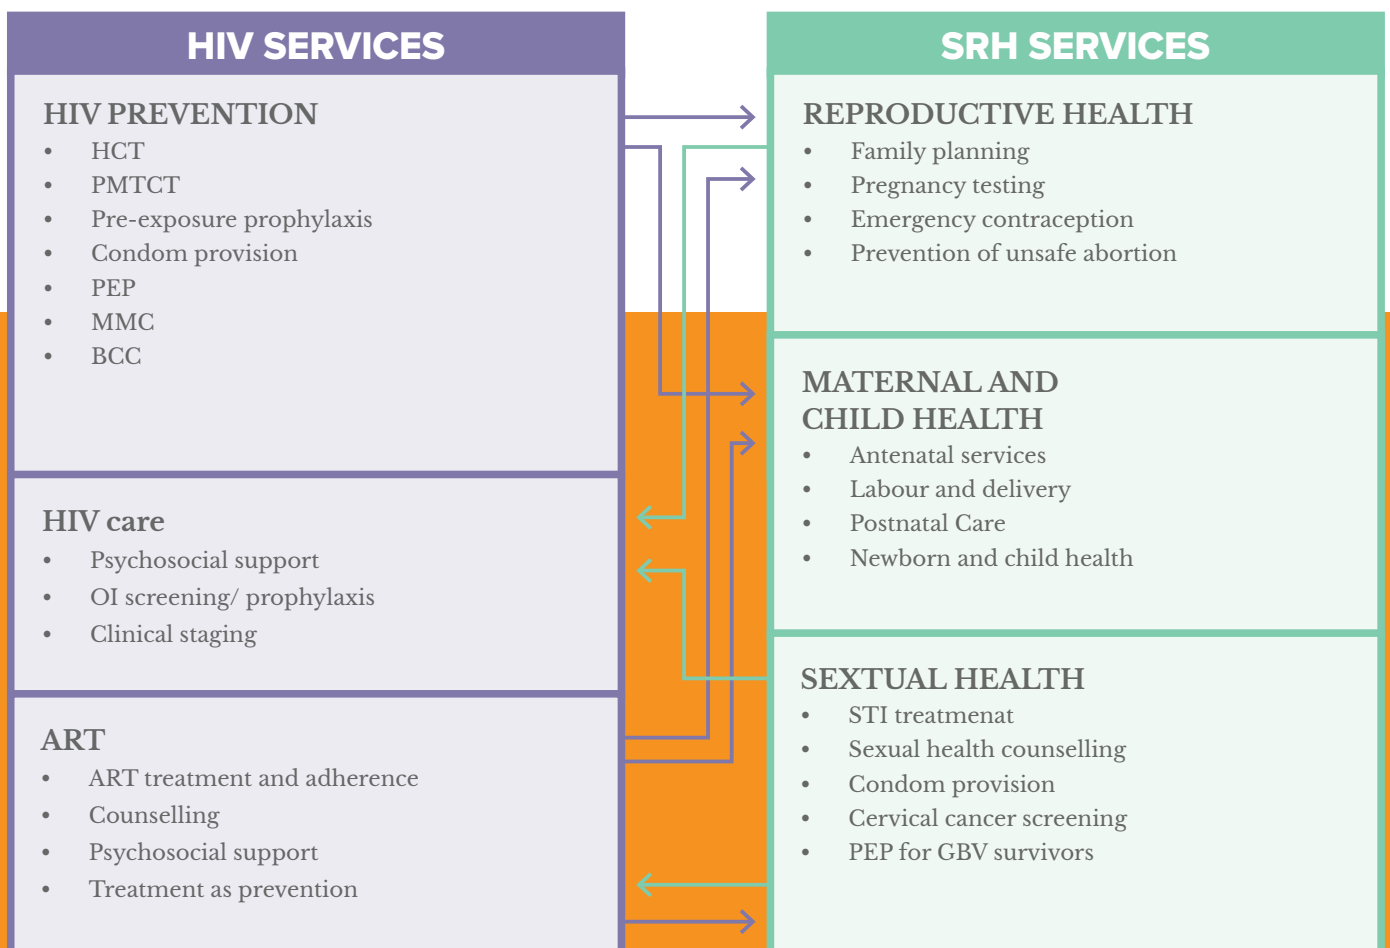 HIV SERVICES
HIV PREVENTION
• HCT
• PMTCT
• Pre-exposure prophylaxis
• Condom provision
• PEP
• MMC
• BCC
HIV care
• Psychosocial support
• OI screening/ prophylaxis
• Clinical staging
ART
• ART treatment and adherence
• Counselling
• Psychosocial support
• Treatment as prevention
SRH SERVICES
REPRODUCTIVE HEALTH
• Family planning
• Pregnancy testing
• Emergency contraception
• Prevention of unsafe abortion
MATERNAL AND
CHILD HEALTH
• Antenatal services
• Labour and delivery
• Postnatal Care
• Newborn and child health
SEXTUAL HEALTH
• STI treatmenat
• Sexual health counselling
• Condom provision
• Cervical cancer screening
• PEP for GBV survivors